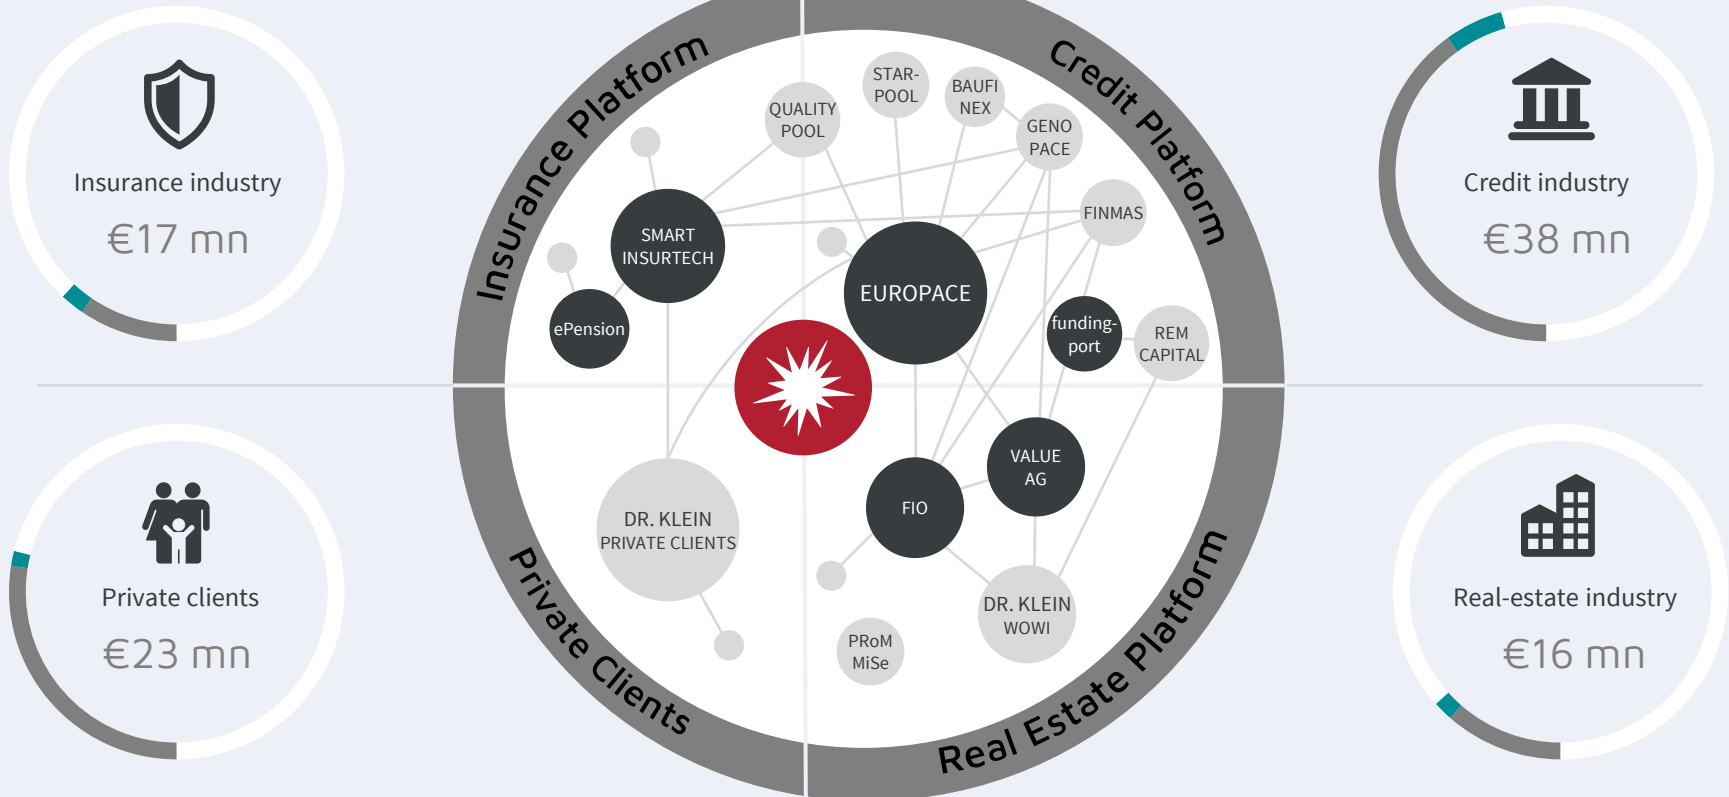 Insurance industry
€17 mn
Private clients
€23 mn
Insurance Platform
Credit Platform
Private Clients
Real Estate Platform
QUALITY
POOL
STAR-
POOL
BAUFI
NEX
GENO
PACE
FINMAS
SMART
INSURTECH
ePension
EUROPACE
funding-
port
REM
CAPITAL
VALUE
AG
FIO
DR. KLEIN
PRIVATE CLIENTS
DR. KLEIN
WOWI
PRoM
MiSe
Credit industry
€38 mn
Real-estate industry
€16 mn